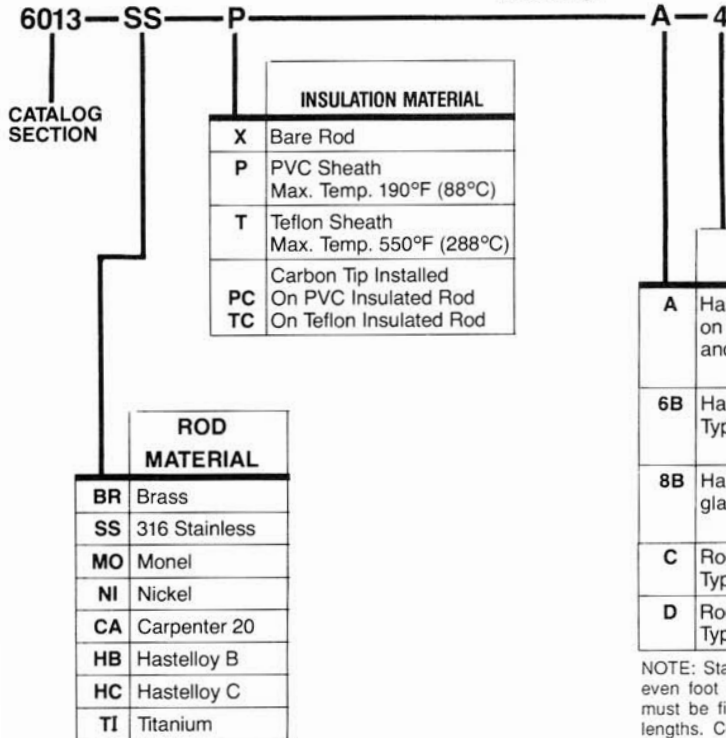 6013 SS P A 4
CATALOG
SECTION
INSULATION MATERIAL
X Bare Rod
P PVC Sheath
Max. Temp. 190°F (88°C)
T Teflon Sheath
Max. Temp. 550°F (288°C)
Carbon Tip Installed
PC On PVC Insulated Rod
TC On Teflon Insulated Rod
ROD
MATERIAL
BR Brass
SS 316 Stainless
MO Monel
NI Nickel
CA Carpenter 20
HB Hastelloy B
HC Hastelloy C
TI Titanium
A
on
6B
8B
C
D
NOTE:
even foot
must be
lengths.